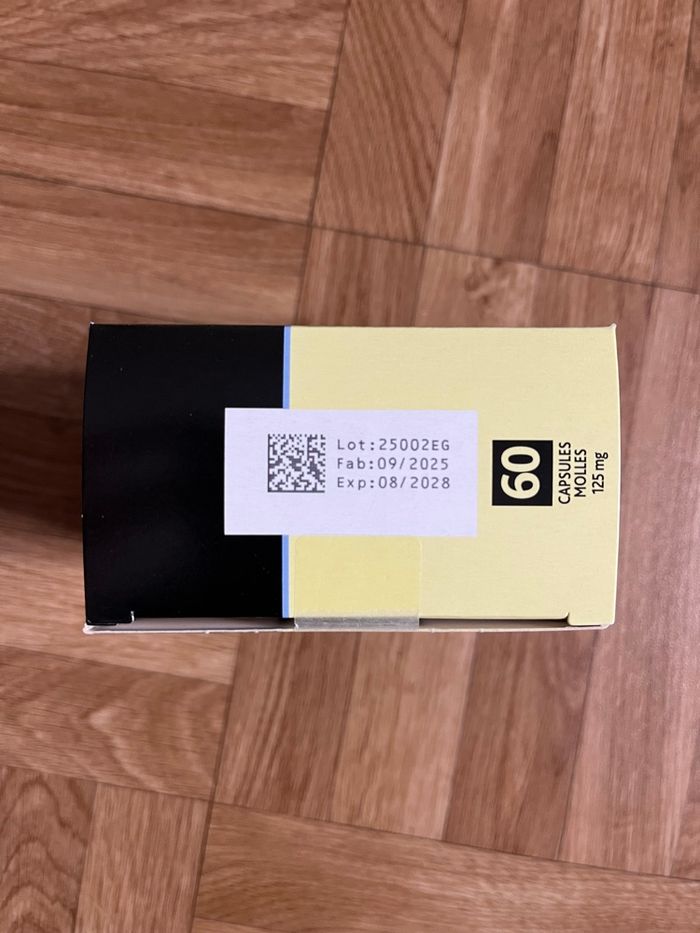 Lot:25002EG
Fab:09/2025
Exp:08/2028
60
CAPSULES
MOLLES
125 mg